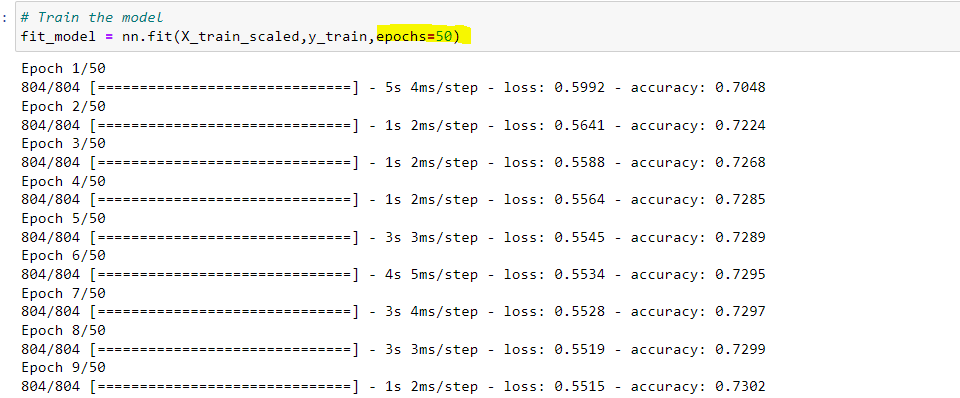 : # Train the model
fit_model = nn.fit(X_train_scaled,y_train,epochs=50)
Epoch 1/50
804/804 [==============================] - 5s 4ms/step - loss: 0.5992 - accuracy: 0.7048
Epoch 2/50
804/804 [==============================] - 1s 2ms/step - loss: 0.5641 - accuracy: 0.7224
Epoch 3/50
804/804 [==============================] - 1s 2ms/step - loss: 0.5588 - accuracy: 0.7268
Epoch 4/50
804/804 [==============================] - 1s 2ms/step - loss: 0.5564 - accuracy: 0.7285
Epoch 5/50
804/804 [==============================] - 3s 3ms/step - loss: 0.5545 - accuracy: 0.7289
Epoch 6/50
804/804 [==============================] - 4s 5ms/step - loss: 0.5534 - accuracy: 0.7295
Epoch 7/50
804/804 [==============================] - 3s 4ms/step - loss: 0.5528 - accuracy: 0.7297
Epoch 8/50
804/804 [==============================] - 3s 3ms/step - loss: 0.5519 - accuracy: 0.7299
Epoch 9/50
804/804 [==============================] - 1s 2ms/step - loss: 0.5515 - accuracy: 0.7302